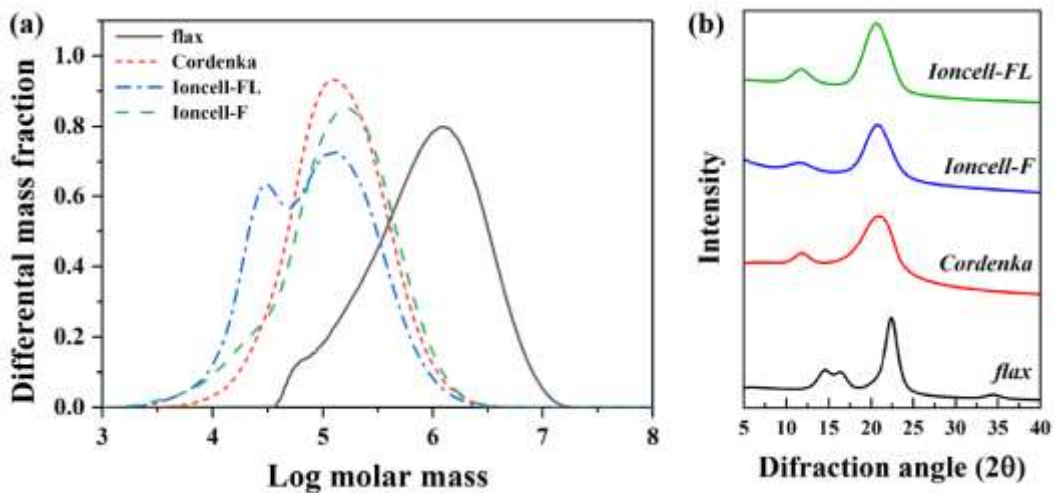 (a)
flax
Cordenka
Ioncell-FL
Ioncell-F
Differental mass fraction
1.0
0.8
0.6
0.4
0.2
0.0
3 4 5 6 7 8
Log molar mass
(b)
Ioncell-FL
Ioncell-F
Cordenka
flax
Intensity
5 10 15 20 25 30 35 40
Difraction angle (2θ)